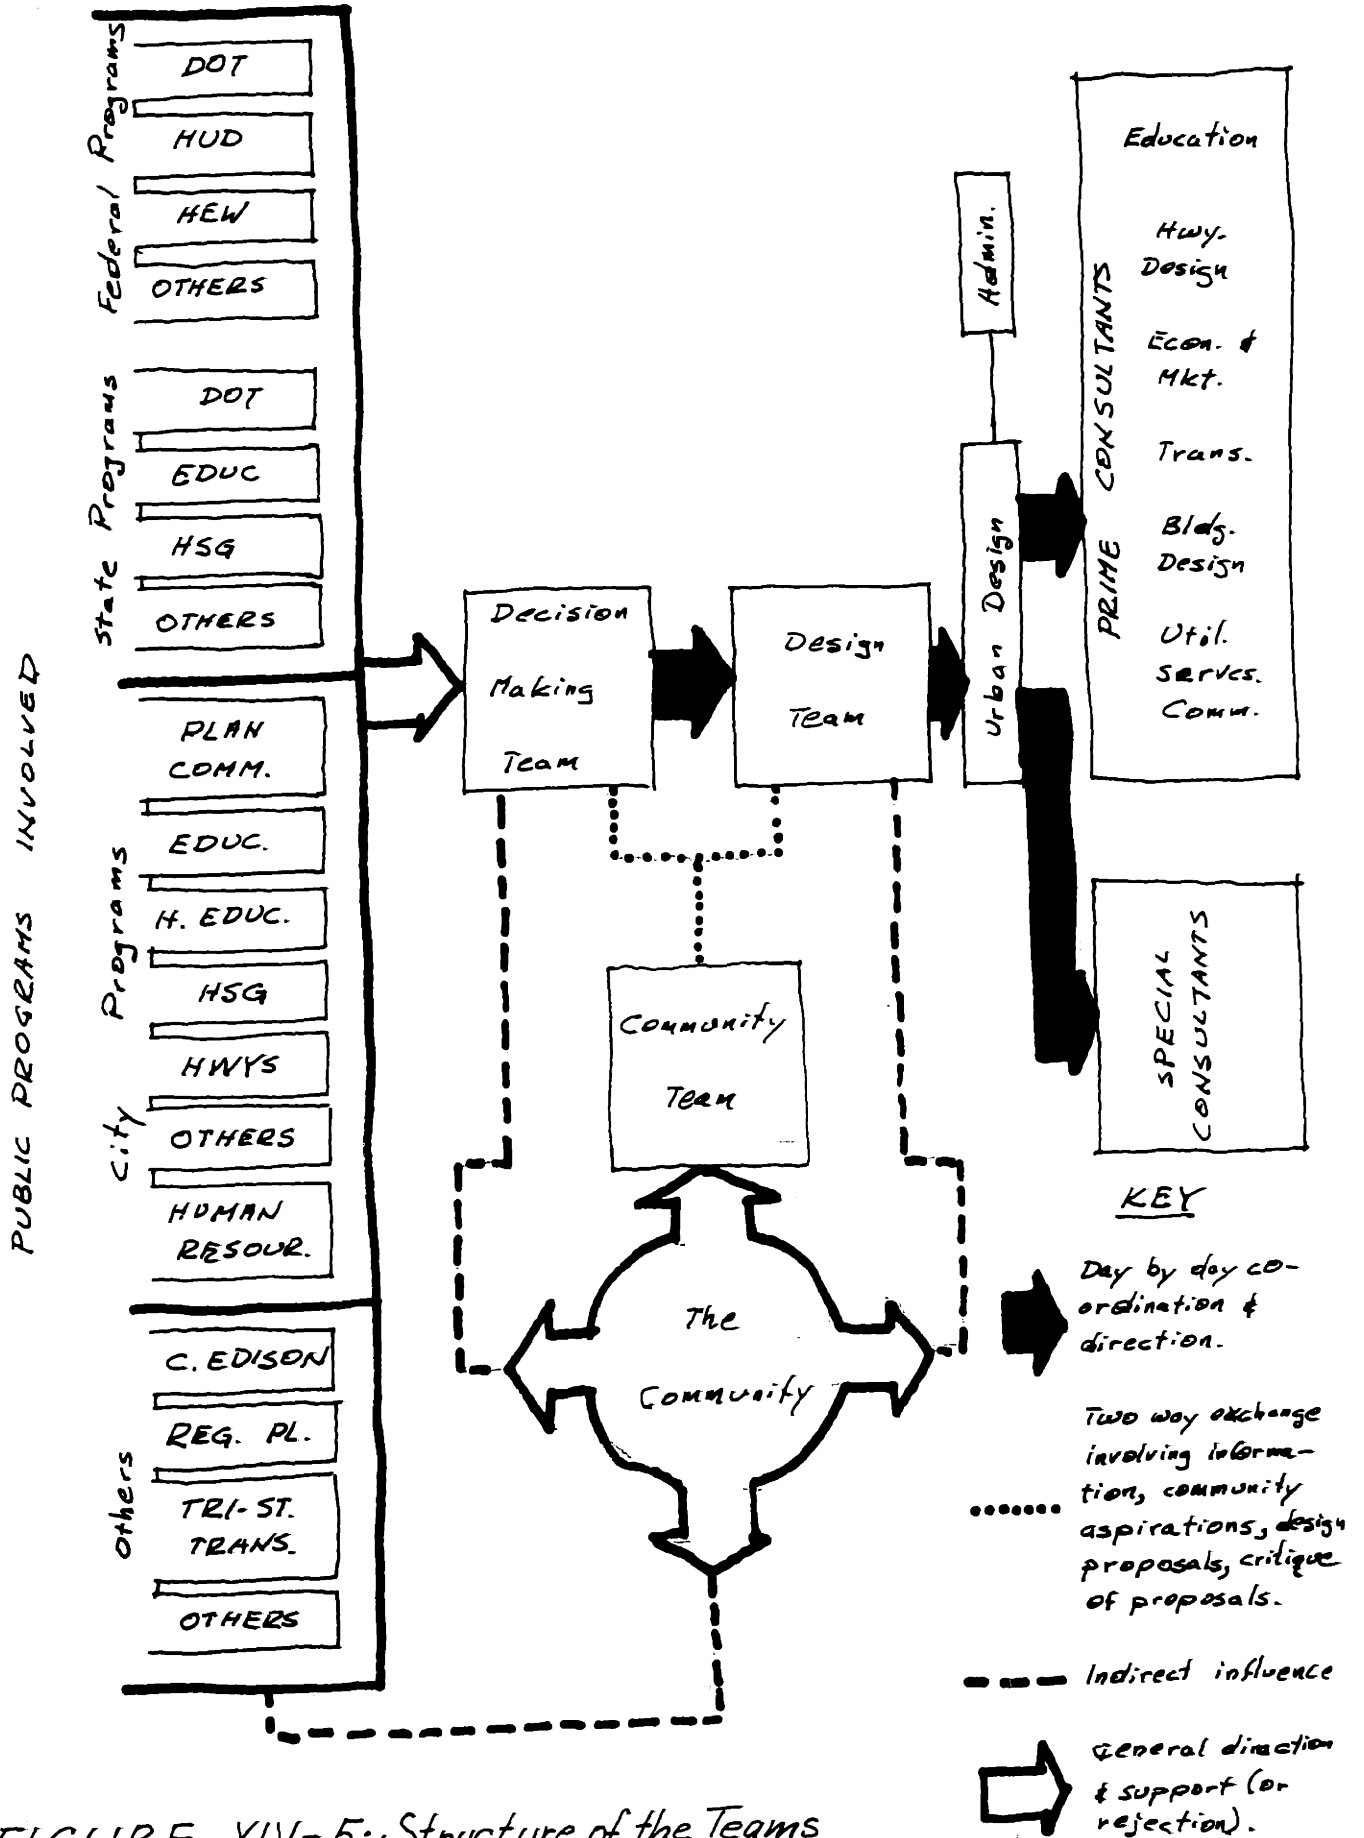 PUBLIC PROGRAMS INVOLVED
Federal Programs
DOT
HUD
HEW
OTHERS
State Programs
DOT
EDUC
HSG
OTHERS
City Programs
PLAN
COMM.
EDUC.
H. EDUC.
HSG
HWYS
OTHERS
HUMAN
RESOUR.
Others
C. EDISON
REG. PL.
TRI-ST.
TRANS.
OTHERS
Decision
Making
Team
Design
Team
Community
Team
The
Community
Admin.
Urban Design
PRIME CONSULTANTS
Education
Hwy.
Design
Econ. &
Mkt.
Trans.
Bldg.
Design
Util.
Servcs.
Comm.
SPECIAL
CONSULTANTS
KEY
Day by day co-
ordination &
direction.
Two way exchange
involving informa-
tion, community
aspirations, design
proposals, critique
of proposals.
Indirect influence
General direction
& support (or
rejection).
FIGURE XIV-5: Structure of the Teams